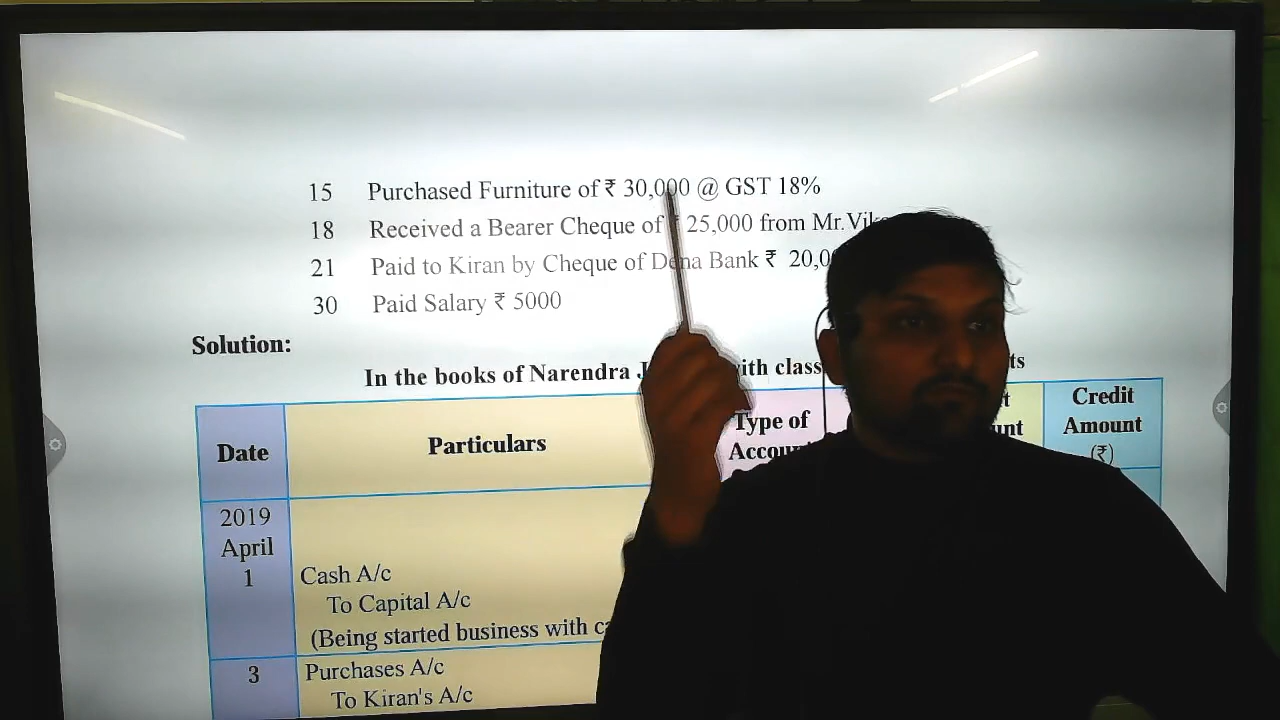 15 Purchased Furniture of ₹ 30,000 @ GST 18%
18 Received a Bearer Cheque of 25,000 from Mr.
21 Paid to Kiran by Cheque of Dena Bank ₹
30 Paid Salary ₹ 5000
Solution:
In the books of Narendra
Date
Particulars
Type of
Credit
Amount
(₹)
2019
April
1
Cash A/c
To Capital A/c
(Being started business with
3
Purchases A/c
To Kiran's A/c